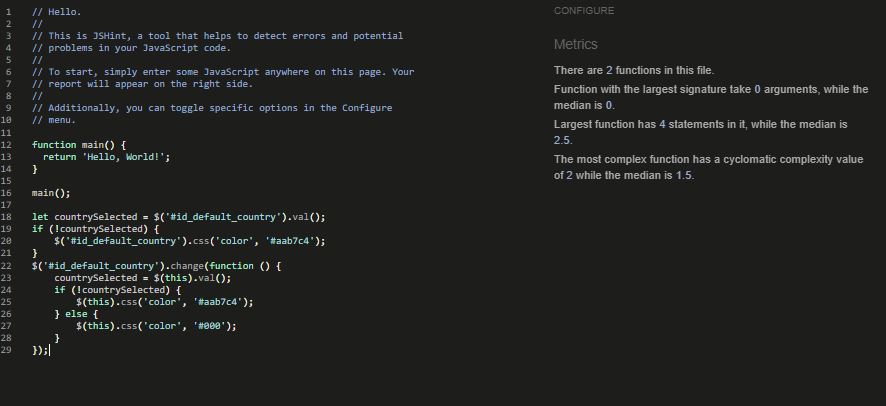 1 // Hello.
2 //
3 // This is JSHint, a tool that helps to detect errors and potential
4 // problems in your JavaScript code.
5 //
6 // To start, simply enter some JavaScript anywhere on this page. Your
7 // report will appear on the right side.
8 //
9 // Additionally, you can toggle specific options in the Configure
10 // menu.
11
12 function main() {
13   return 'Hello, World!';
14 }
15
16 main();
17
18 let countrySelected = $('#id_default_country').val();
19 if (!countrySelected) {
20     $('#id_default_country').css('color', '#aab7c4');
21 }
22 $('#id_default_country').change(function () {
23     countrySelected = $(this).val();
24     if (!countrySelected) {
25         $(this).css('color', '#aab7c4');
26     } else {
27         $(this).css('color', '#000');
28     }
29 });
CONFIGURE
Metrics
There are 2 functions in this file.
Function with the largest signature take 0 arguments, while the
median is 0.
Largest function has 4 statements in it, while the median is
2.5.
The most complex function has a cyclomatic complexity value
of 2 while the median is 1.5.